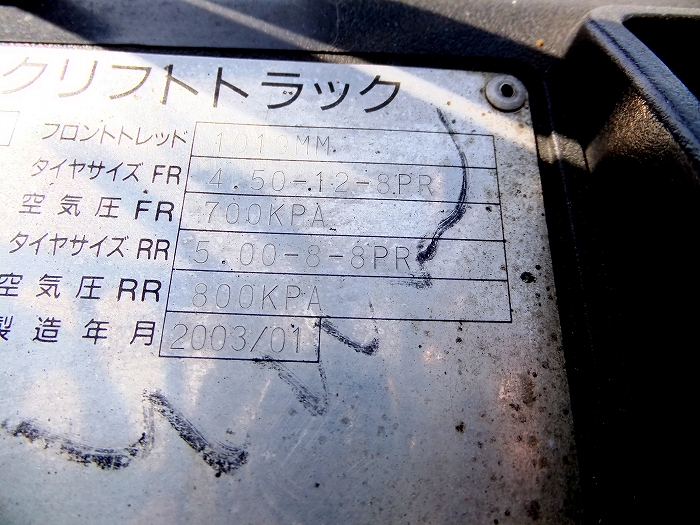 クリフトトラック
フロントトレッド 1010MM
タイヤサイズ FR 4.50-12-8PR
空気圧 FR 700KPA
タイヤサイズ RR 5.00-8-8PR
空気圧 RR 800KPA
製造年月 2003/01